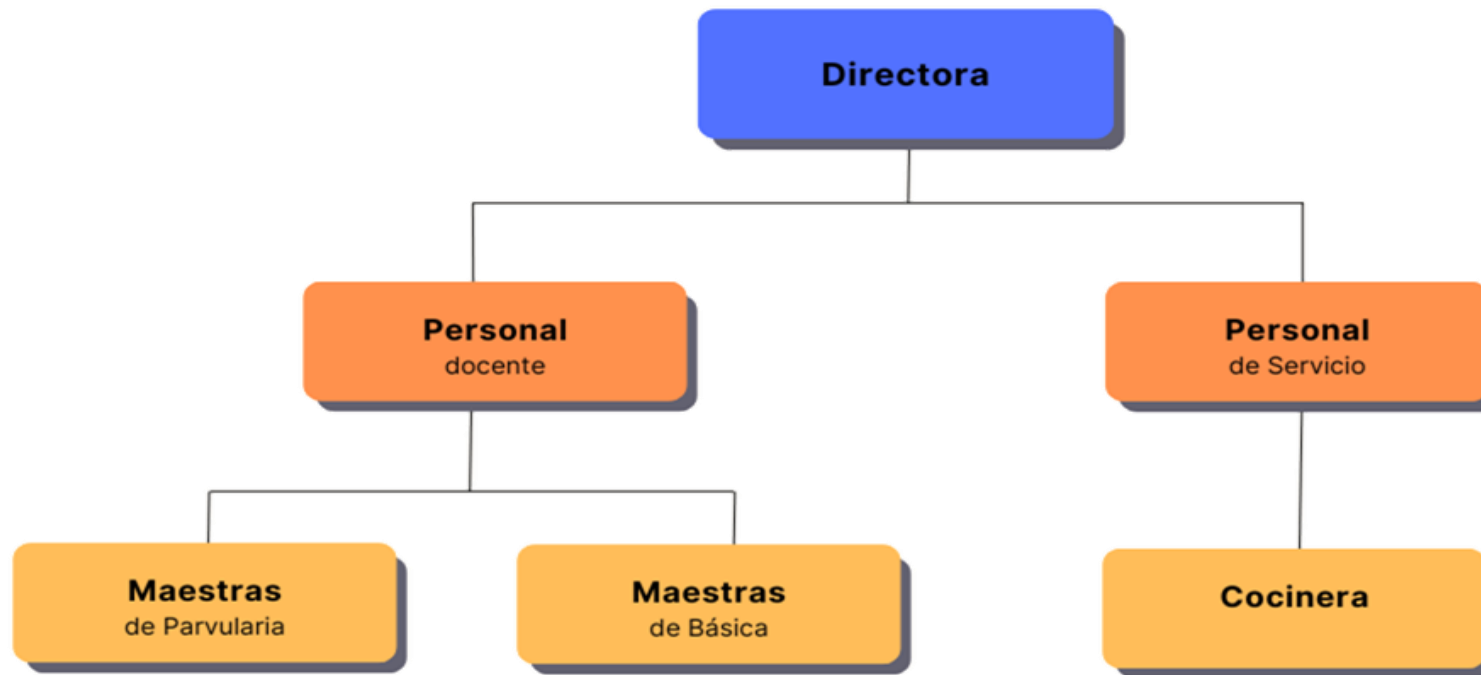 Directora
Personal
docente
Personal
de Servicio
Maestras
de Parvularia
Maestras
de Básica
Cocinera